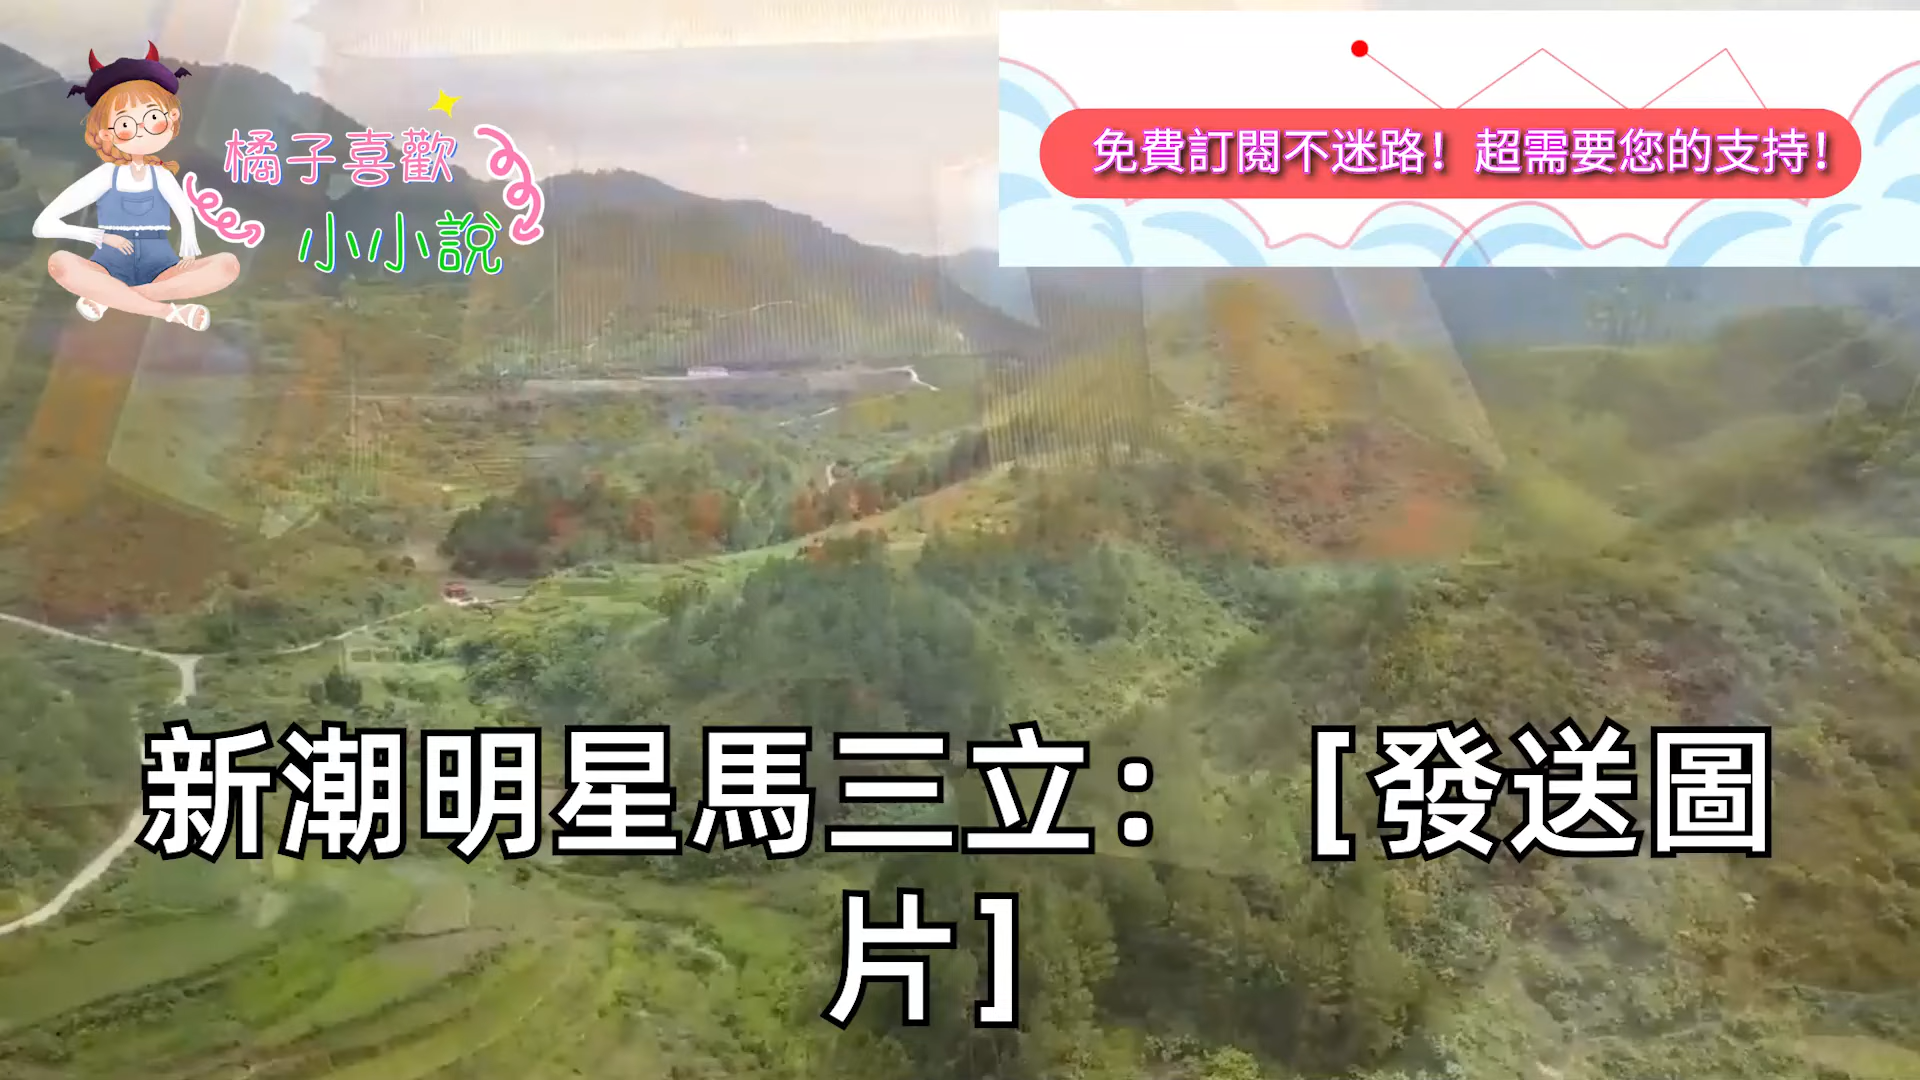 橘子喜歡
小小說
免費訂閱不迷路！超需要您的支持！
新潮明星馬三立：［發送圖
片］